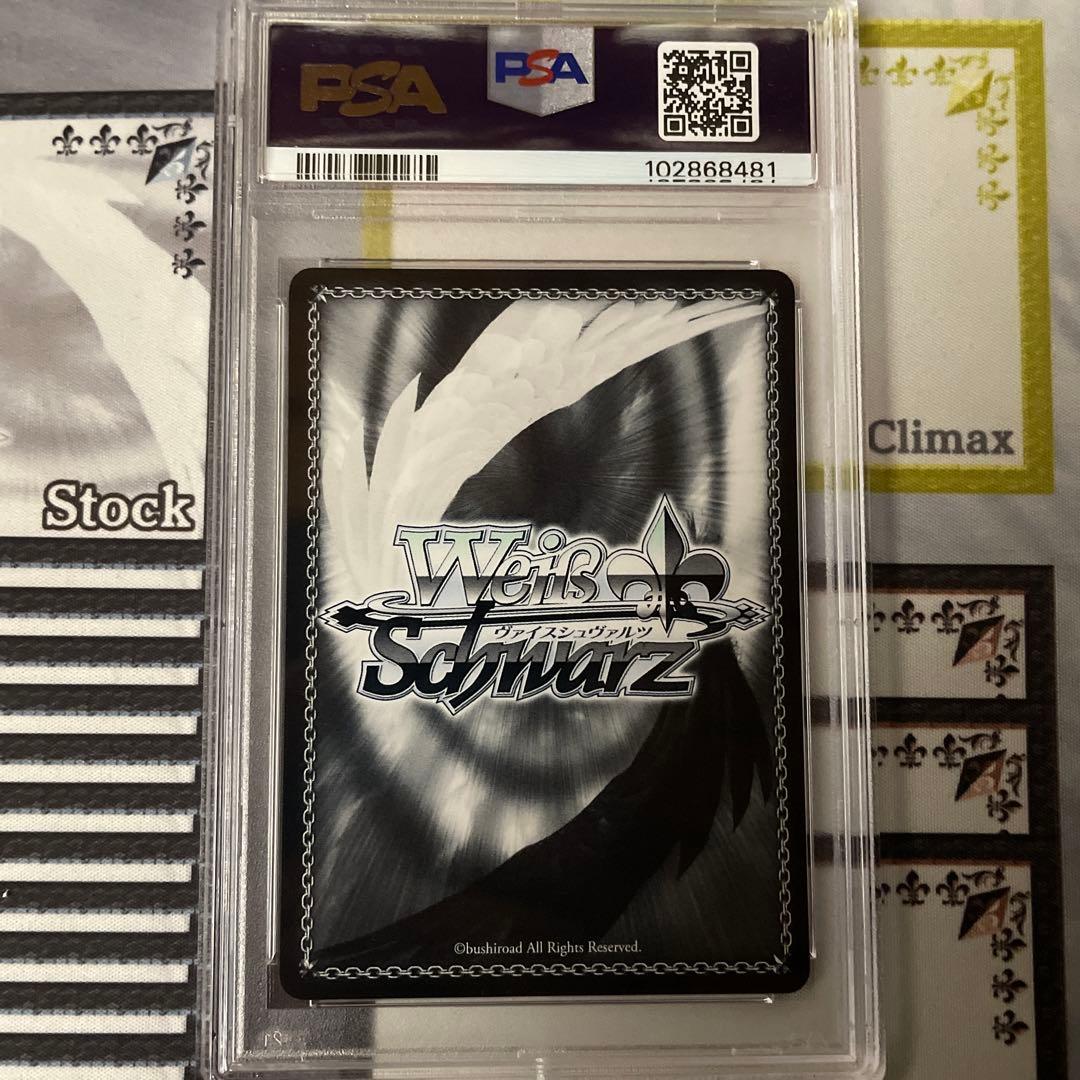 PSA
PSA
102868481
Climax
Stock
Weiß
ヴァイスシュヴァルツ
Schwarz
©bushiroad All Rights Reserved.